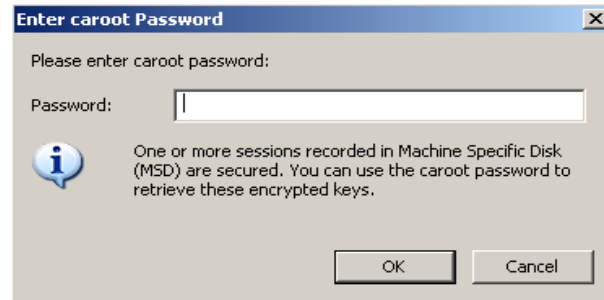 Enter caroot Password
Please enter caroot password:
Password:
One or more sessions recorded in Machine Specific Disk
(MSD) are secured. You can use the caroot password to
retrieve these encrypted keys.
OK Cancel